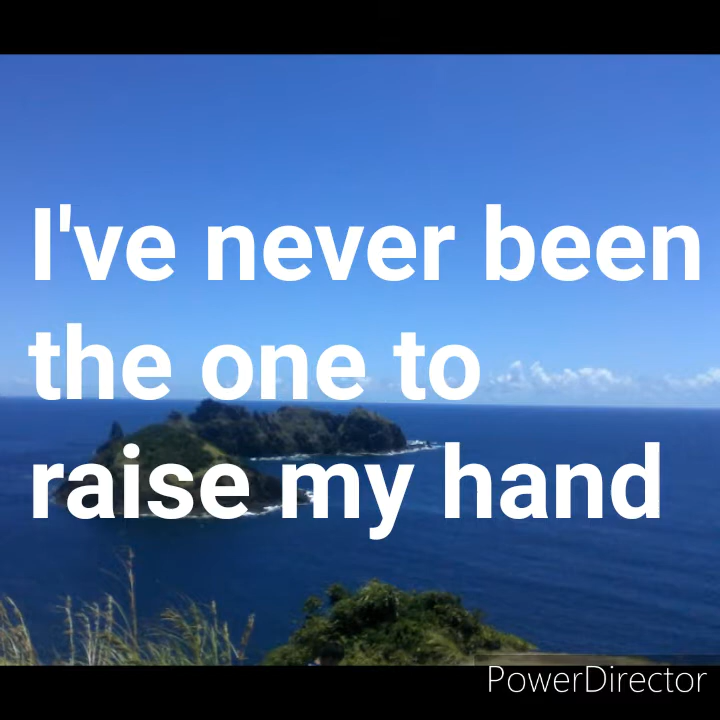 I've never been
the one to
raise my hand
PowerDirector